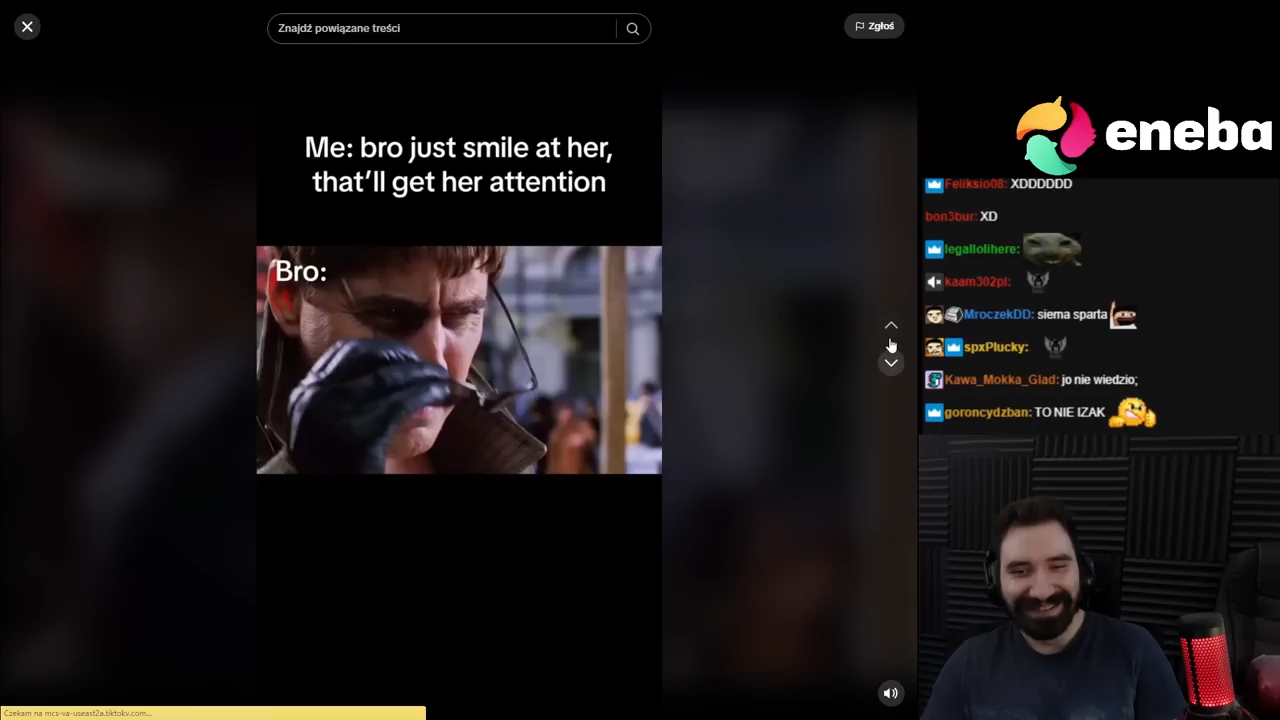 Znajdź powiązane treści
Zgłoś
Me: bro just smile at her,
that'll get her attention
Bro:
eneba
Feliksio08: XDDDDDD
bon3bur: XD
legallolihere:
kaam302pl:
MroczekDD: siema sparta
spxPlucky:
Kawa_Mokka_Glad: jo nie wiedzio;
goroncydzban: TO NIE IZAK
Czekam na mcs-va-useast2a.tiktokv.com...